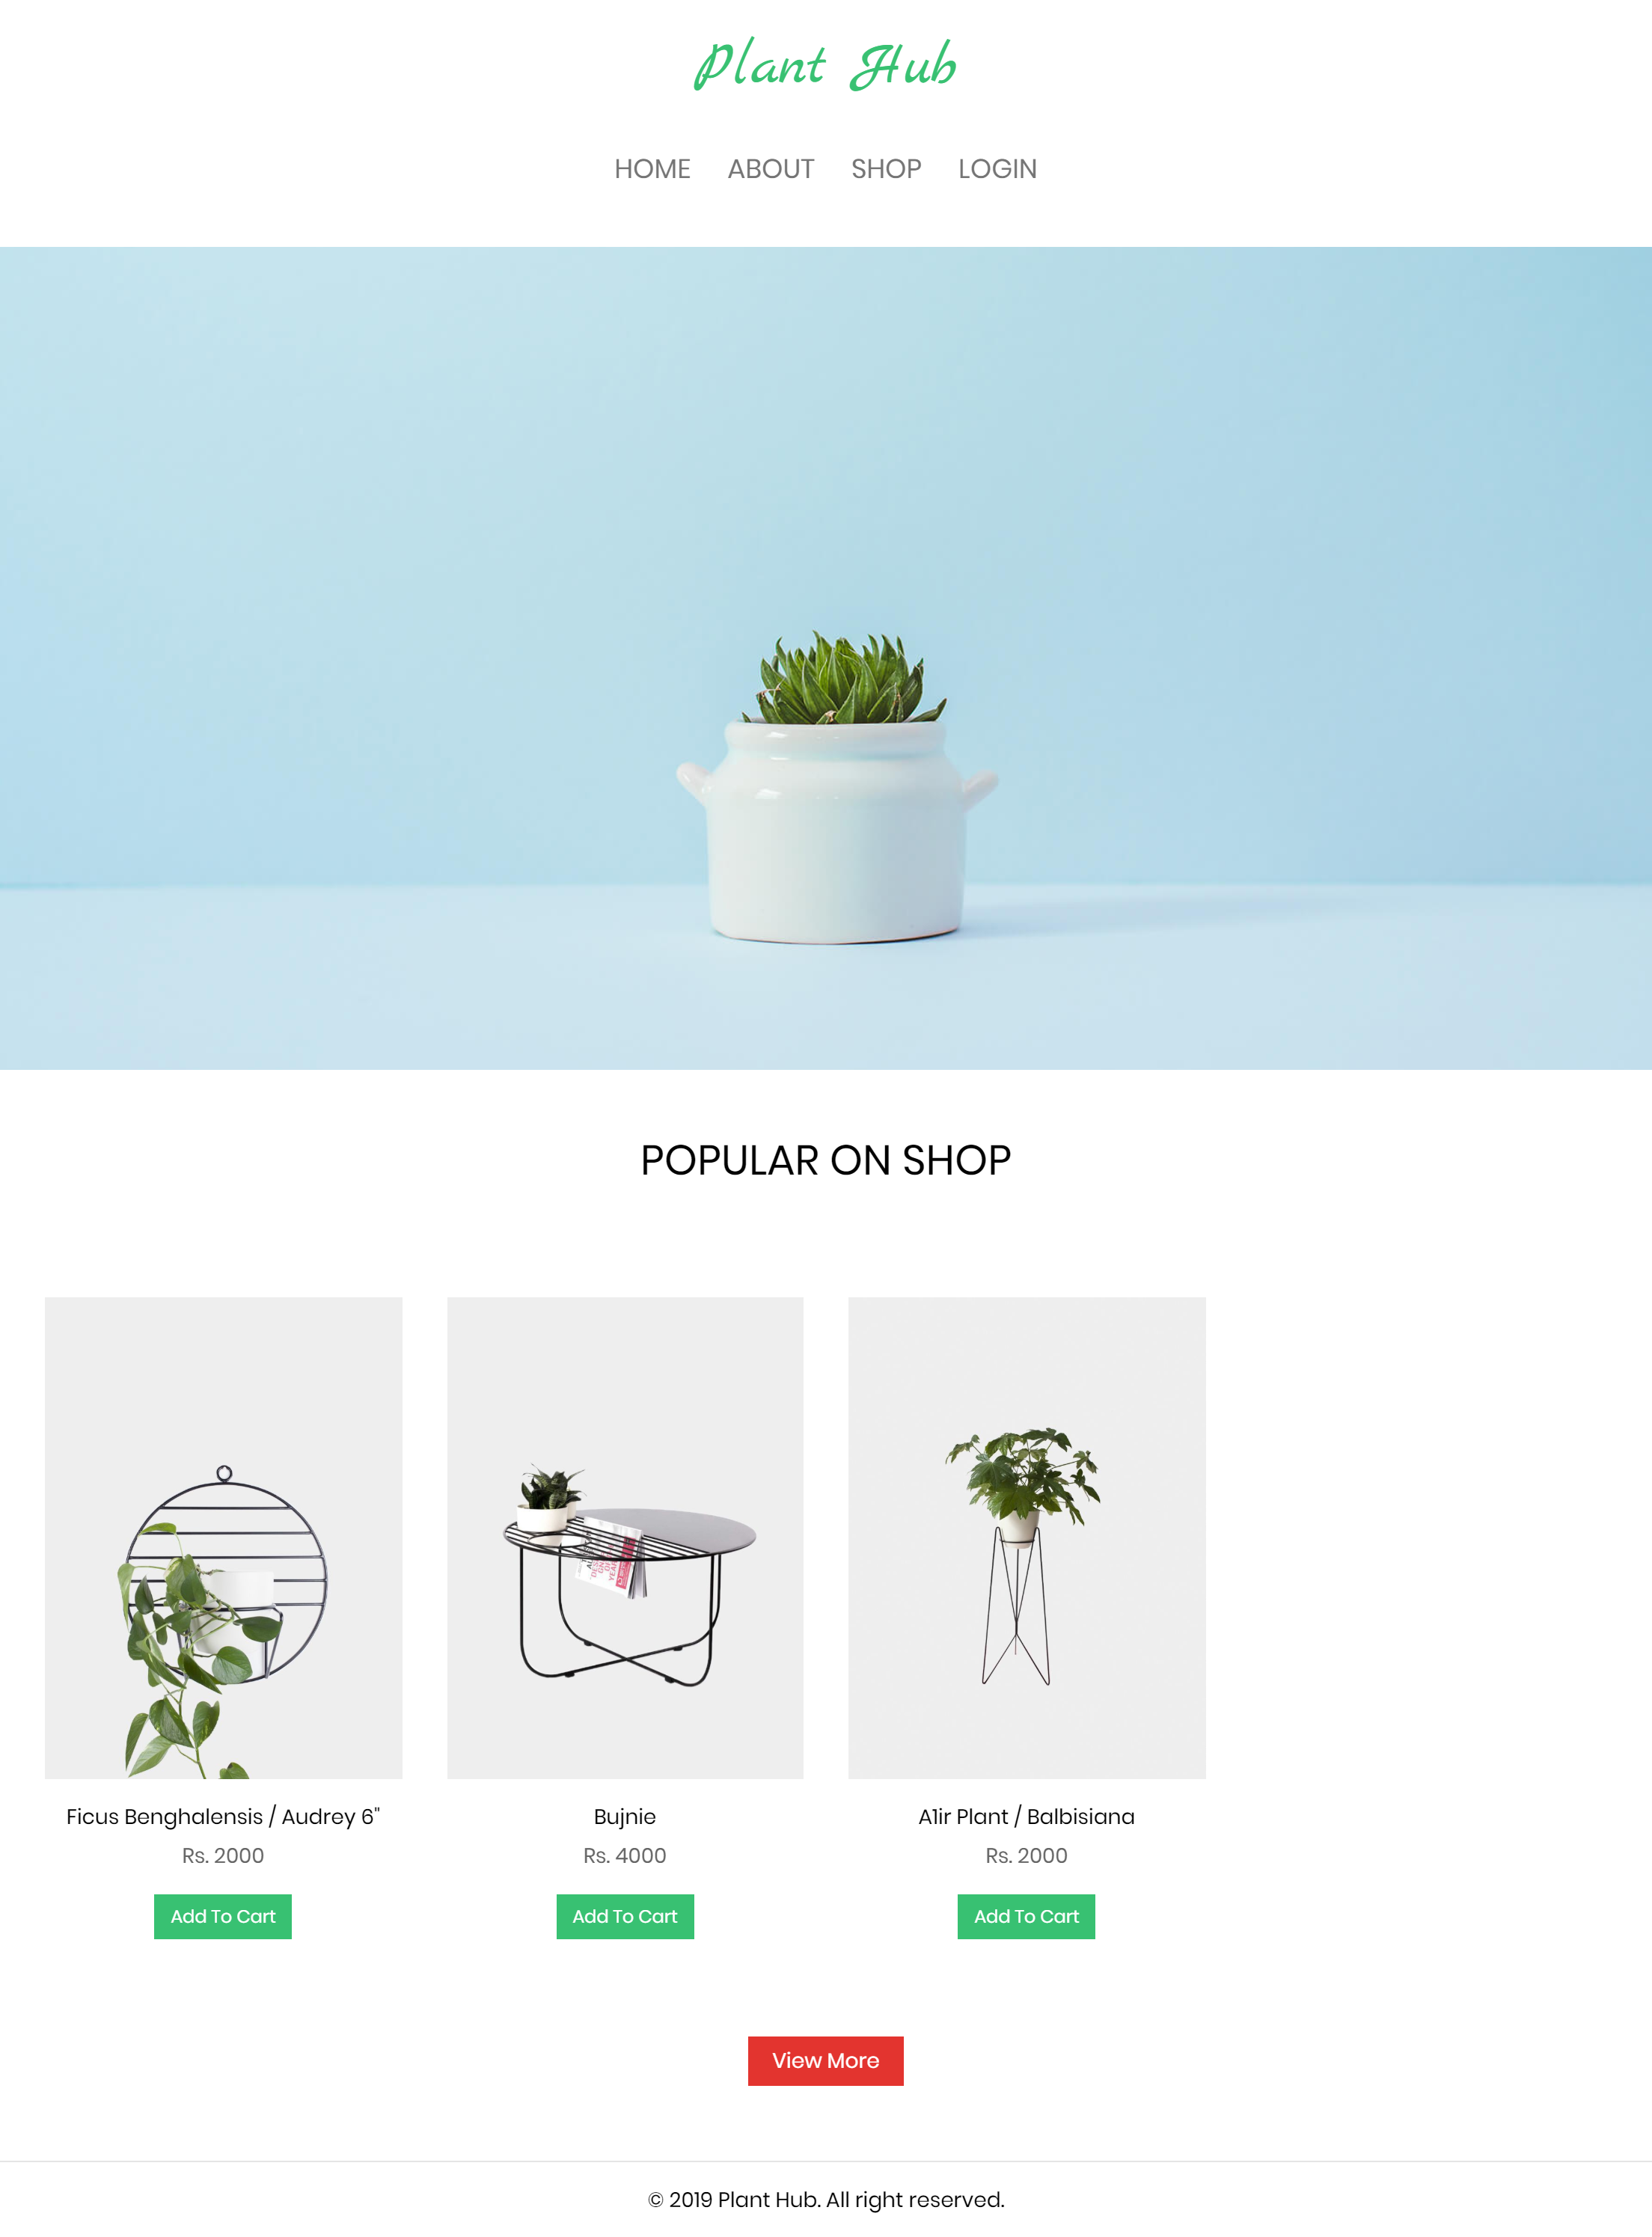 Plant Hub
HOME ABOUT SHOP LOGIN
POPULAR ON SHOP
Ficus Benghalensis / Audrey 6"
Rs. 2000
Add To Cart
Bujnie
Rs. 4000
Add To Cart
A1ir Plant / Balbisiana
Rs. 2000
Add To Cart
View More
© 2019 Plant Hub. All right reserved.